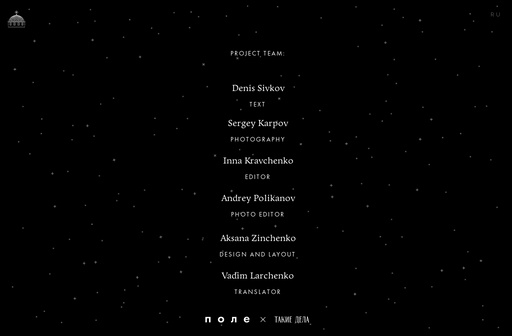 RU
PROJECT TEAM:
Denis Sivkov
TEXT
Sergey Karpov
PHOTOGRAPHY
Inna Kravchenko
EDITOR
Andrey Polikanov
PHOTO EDITOR
Aksana Zinchenko
DESIGN AND LAYOUT
Vadim Larchenko
TRANSLATOR
поле × ТАКИЕ ДЕЛА